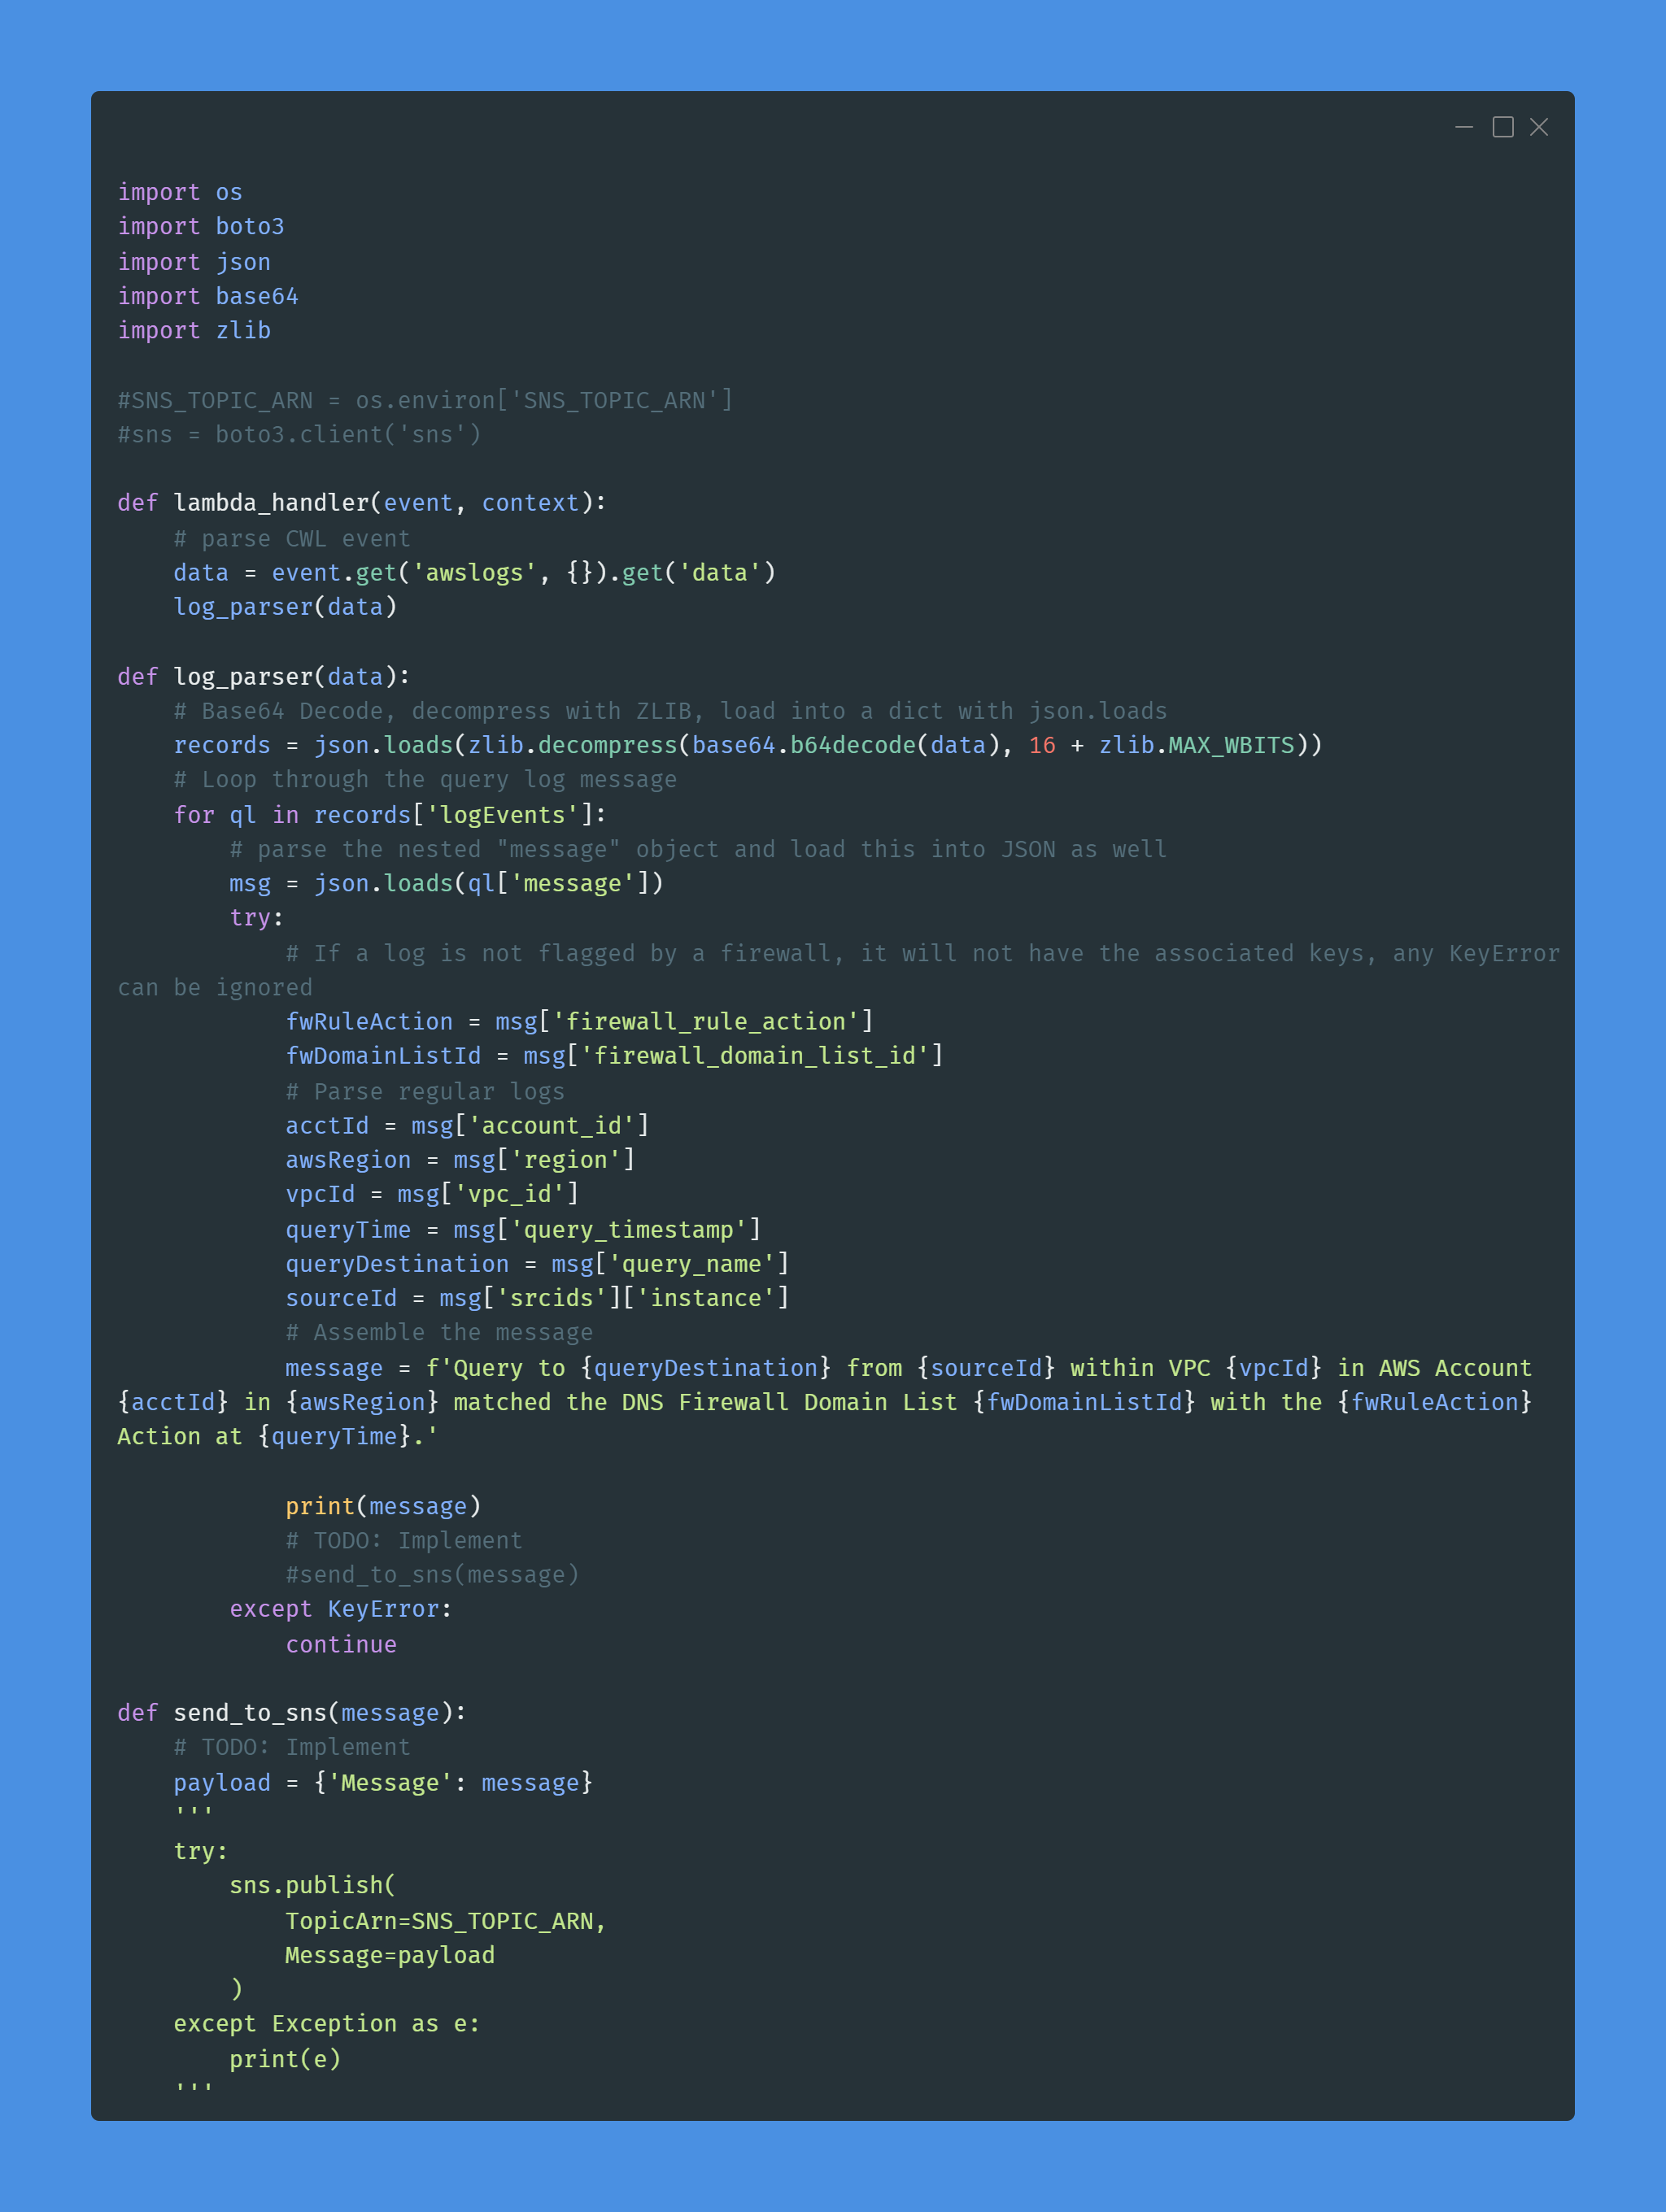 import os
import boto3
import json
import base64
import zlib

#SNS_TOPIC_ARN = os.environ['SNS_TOPIC_ARN']
#sns = boto3.client('sns')

def lambda_handler(event, context):
    # parse CWL event
    data = event.get('awslogs', {}).get('data')
    log_parser(data)

def log_parser(data):
    # Base64 Decode, decompress with ZLIB, load into a dict with json.loads
    records = json.loads(zlib.decompress(base64.b64decode(data), 16 + zlib.MAX_WBITS))
    # Loop through the query log message
    for ql in records['logEvents']:
        # parse the nested "message" object and load this into JSON as well
        msg = json.loads(ql['message'])
        try:
            # If a log is not flagged by a firewall, it will not have the associated keys, any KeyError
can be ignored
            fwRuleAction = msg['firewall_rule_action']
            fwDomainListId = msg['firewall_domain_list_id']
            # Parse regular logs
            acctId = msg['account_id']
            awsRegion = msg['region']
            vpcId = msg['vpc_id']
            queryTime = msg['query_timestamp']
            queryDestination = msg['query_name']
            sourceId = msg['srcids']['instance']
            # Assemble the message
            message = f'Query to {queryDestination} from {sourceId} within VPC {vpcId} in AWS Account
{acctId} in {awsRegion} matched the DNS Firewall Domain List {fwDomainListId} with the {fwRuleAction}
Action at {queryTime}.'

            print(message)
            # TODO: Implement
            #send_to_sns(message)
        except KeyError:
            continue

def send_to_sns(message):
    # TODO: Implement
    payload = {'Message': message}
    '''
    try:
        sns.publish(
            TopicArn=SNS_TOPIC_ARN,
            Message=payload
        )
    except Exception as e:
        print(e)
    '''